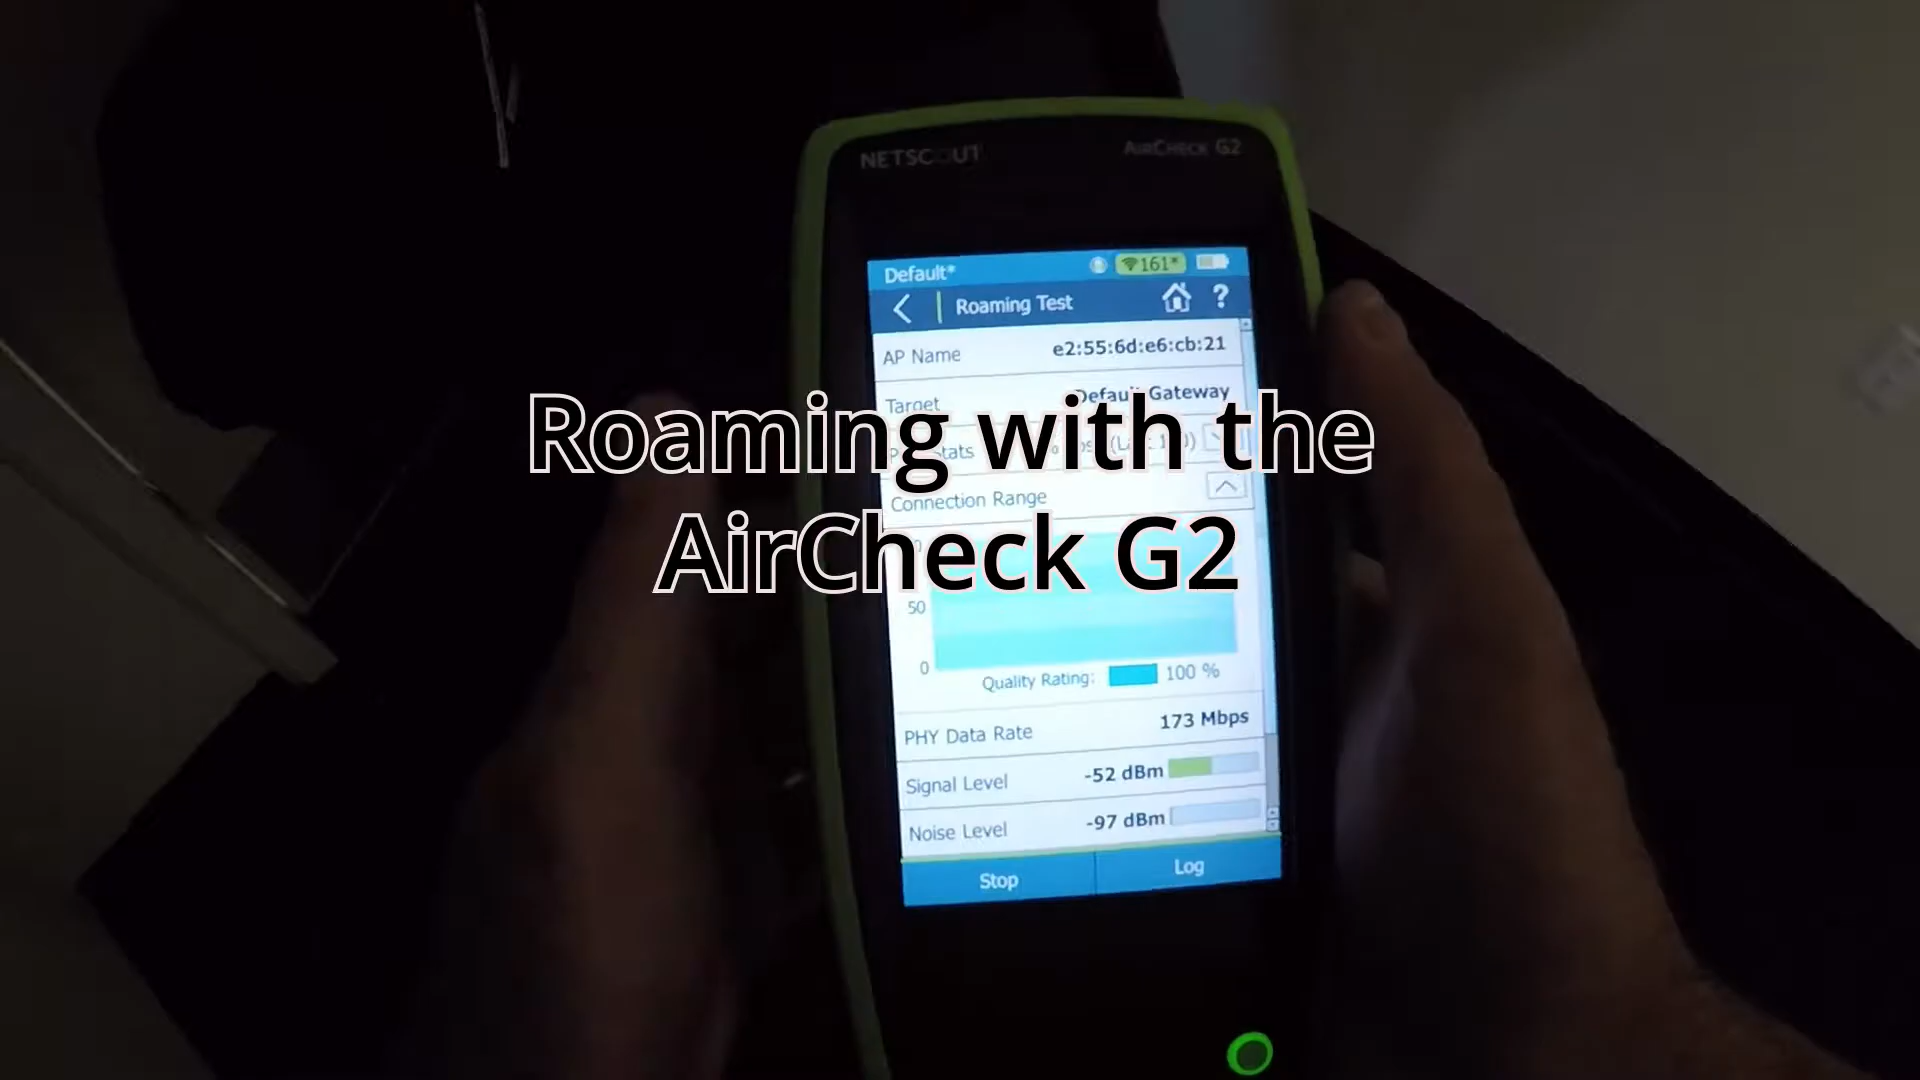 NETSCOUT AirCheck G2
Default* 161*
Roaming Test ?
AP Name e2:55:6d:e6:cb:21
Target Default Gateway
Roaming with the
Connection Range
AirCheck G2
50
0
Quality Rating: 100 %
PHY Data Rate 173 Mbps
Signal Level -52 dBm
Noise Level -97 dBm
Stop Log